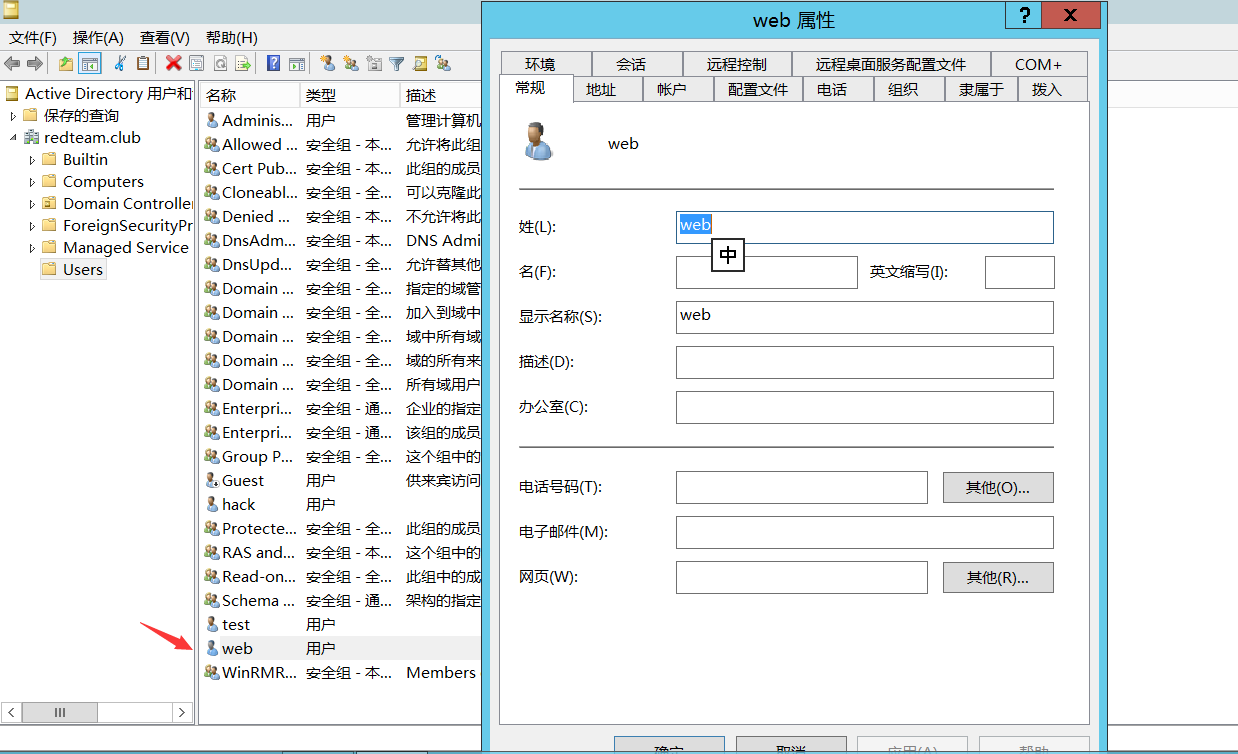 文件(F) 操作(A) 查看(V) 帮助(H)
Active Directory 用户和
保存的查询
redteam.club
Builtin
Computers
Domain Controlle
ForeignSecurityPr
Managed Service
Users
名称 类型 描述
Adminis... 用户 管理计算机
Allowed ... 安全组 - 本... 允许将此组
Cert Pub... 安全组 - 本... 此组的成员
Cloneabl... 安全组 - 全... 可以克隆此
Denied ... 安全组 - 本... 不允许将此
DnsAdm... 安全组 - 本... DNS Admi
DnsUpd... 安全组 - 全... 允许替其他
Domain ... 安全组 - 全... 指定的域管
Domain ... 安全组 - 全... 加入到域中
Domain ... 安全组 - 全... 域中所有域
Domain ... 安全组 - 全... 域的所有来
Domain ... 安全组 - 全... 所有域用户
Enterpri... 安全组 - 通... 企业的指定
Enterpri... 安全组 - 通... 该组的成员
Group P... 安全组 - 全... 这个组中的
Guest 用户 供来宾访问
hack 用户
Protecte... 安全组 - 全... 此组的成员
RAS and... 安全组 - 本... 这个组中的
Read-on... 安全组 - 全... 此组中的成
Schema ... 安全组 - 通... 架构的指定
test 用户
web 用户
WinRMR... 安全组 - 本... Members
web 属性
? X
环境 会话 远程控制 远程桌面服务配置文件 COM+
常规 地址 帐户 配置文件 电话 组织 隶属于 拨入
web
姓(L): web
中
名(F): 英文缩写(I):
显示名称(S): web
描述(D):
办公室(C):
电话号码(T): 其他(O)...
电子邮件(M):
网页(W): 其他(R)...
确定 取消 应用(A) 帮助